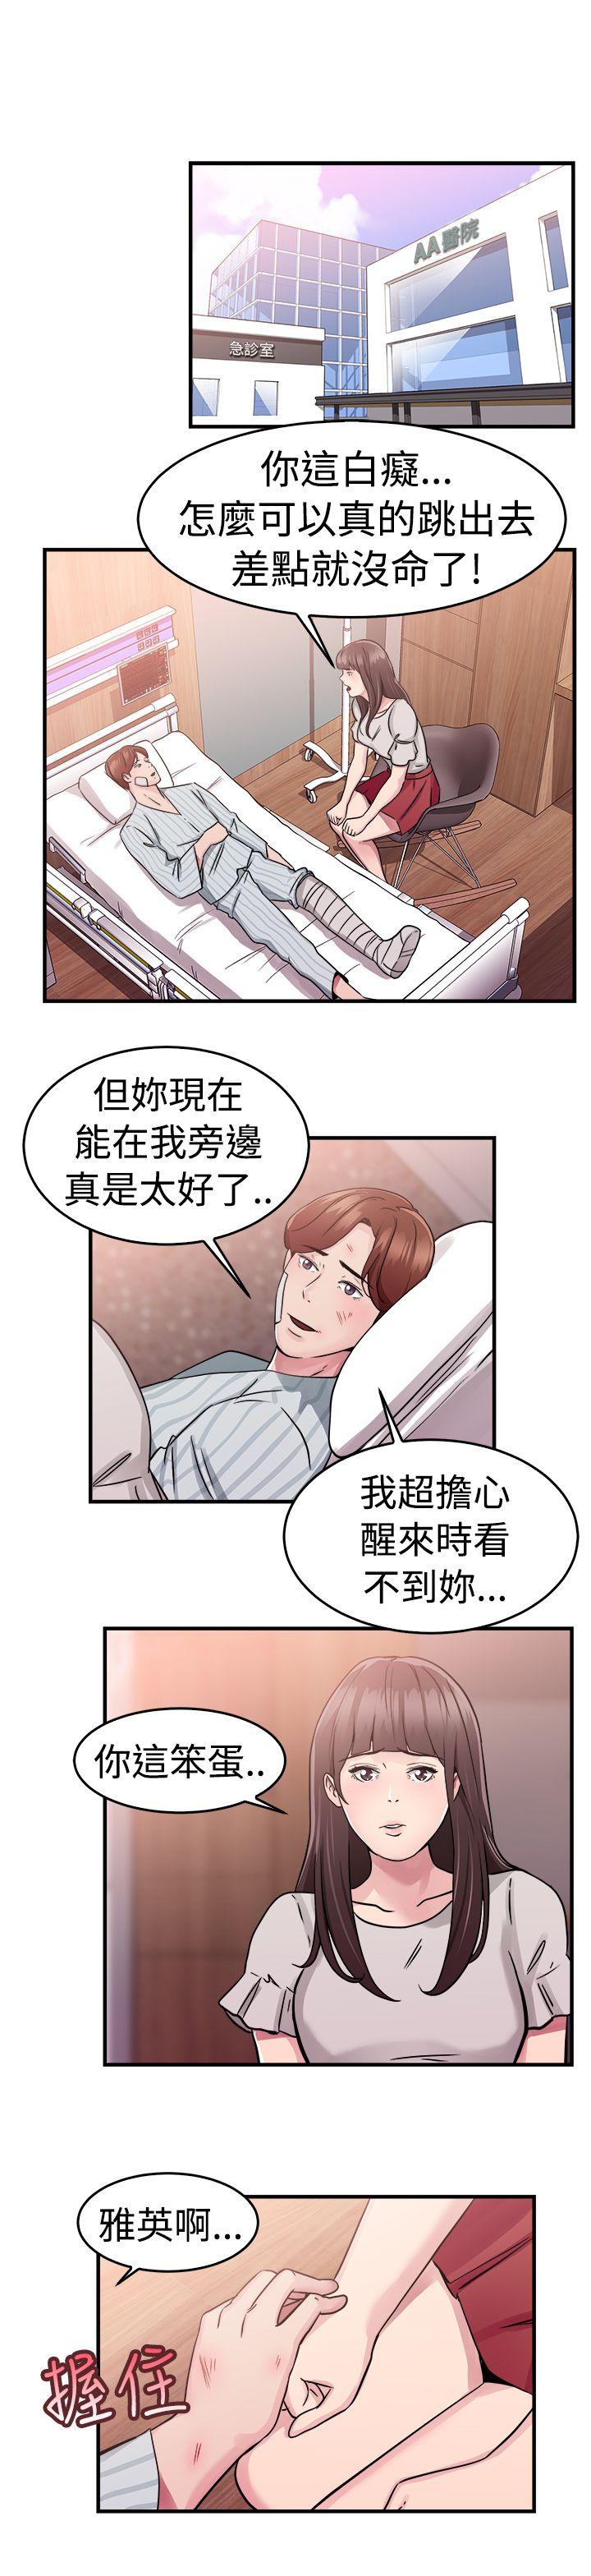 AA醫院
急診室
你這白癡...
怎麼可以真的跳出去
差點就沒命了!
但妳現在
能在我旁邊
真是太好了..
我超擔心
醒來時看
不到妳...
你這笨蛋..
雅英啊...
握住